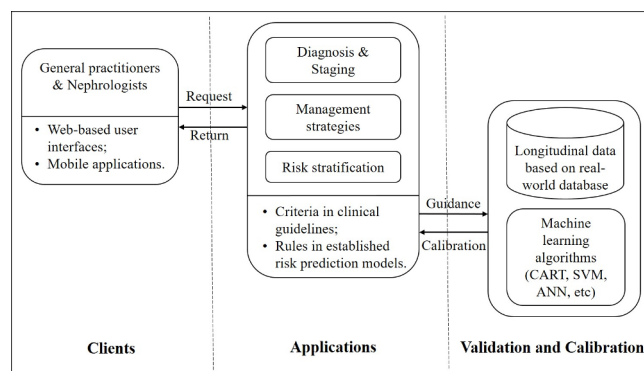 General practitioners
& Nephrologists
• Web-based user
interfaces;
• Mobile applications.
Request
Return
Diagnosis &
Staging
Management
strategies
Risk stratification
• Criteria in clinical
guidelines;
• Rules in established
risk prediction models.
Guidance
Calibration
Longitudinal data
based on real-
world database
Machine
learning
algorithms
(CART, SVM,
ANN, etc)
Clients
Applications
Validation and Calibration